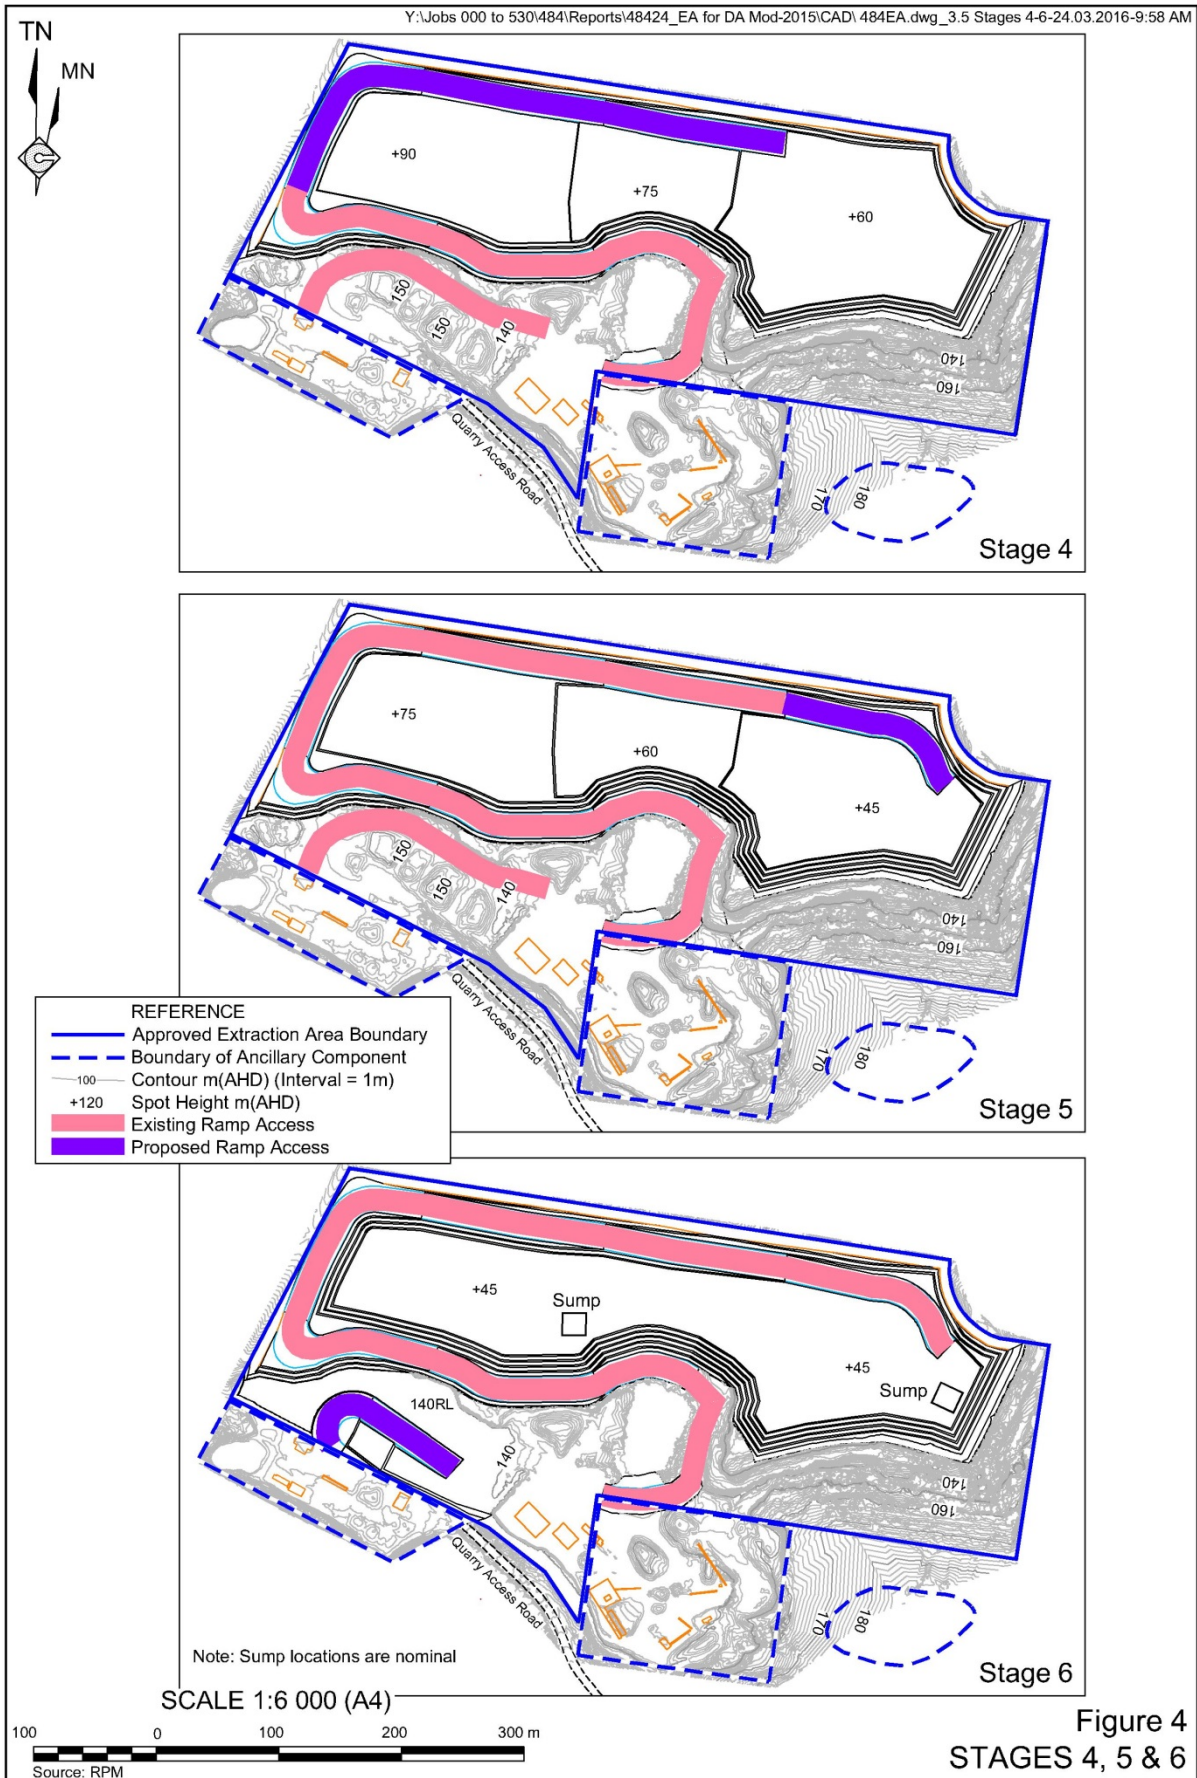 Y:\Jobs 000 to 530\484\Reports\48424_EA for DA Mod-2015\CAD\ 484EA.dwg_3.5 Stages 4-6-24.03.2016-9:58 AM
TN
MN
+90
+75
+60
150
150
140
140
160
170
180
Quarry Access Road
Stage 4
+75
+60
+45
150
150
140
140
160
170
180
Quarry Access Road
Stage 5
REFERENCE
Approved Extraction Area Boundary
Boundary of Ancillary Component
100 Contour m(AHD) (Interval = 1m)
+120 Spot Height m(AHD)
Existing Ramp Access
Proposed Ramp Access
+45
Sump
+45
Sump
140RL
140
140
160
170
180
Quarry Access Road
Note: Sump locations are nominal
Stage 6
SCALE 1:6 000 (A4)
100 0 100 200 300 m
Source: RPM
Figure 4
STAGES 4, 5 & 6